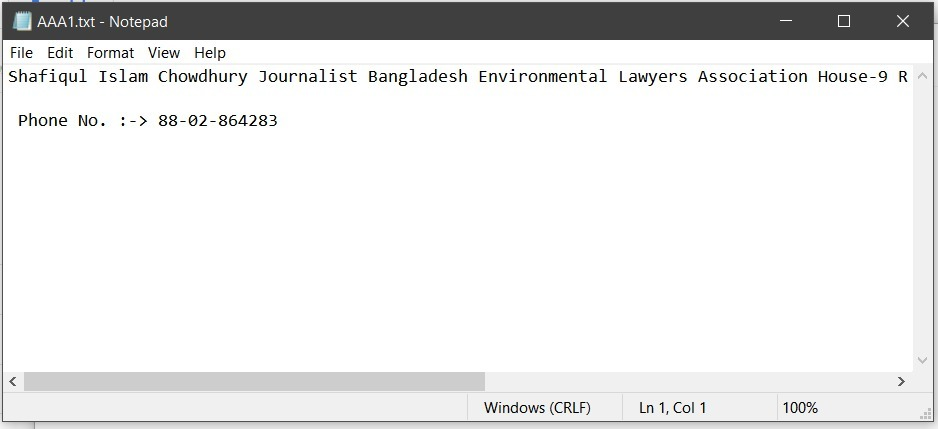 AAA1.txt - Notepad
File Edit Format View Help
Shafiqul Islam Chowdhury Journalist Bangladesh Environmental Lawyers Association House-9 R
Phone No. :-> 88-02-864283
Windows (CRLF) Ln 1, Col 1 100%